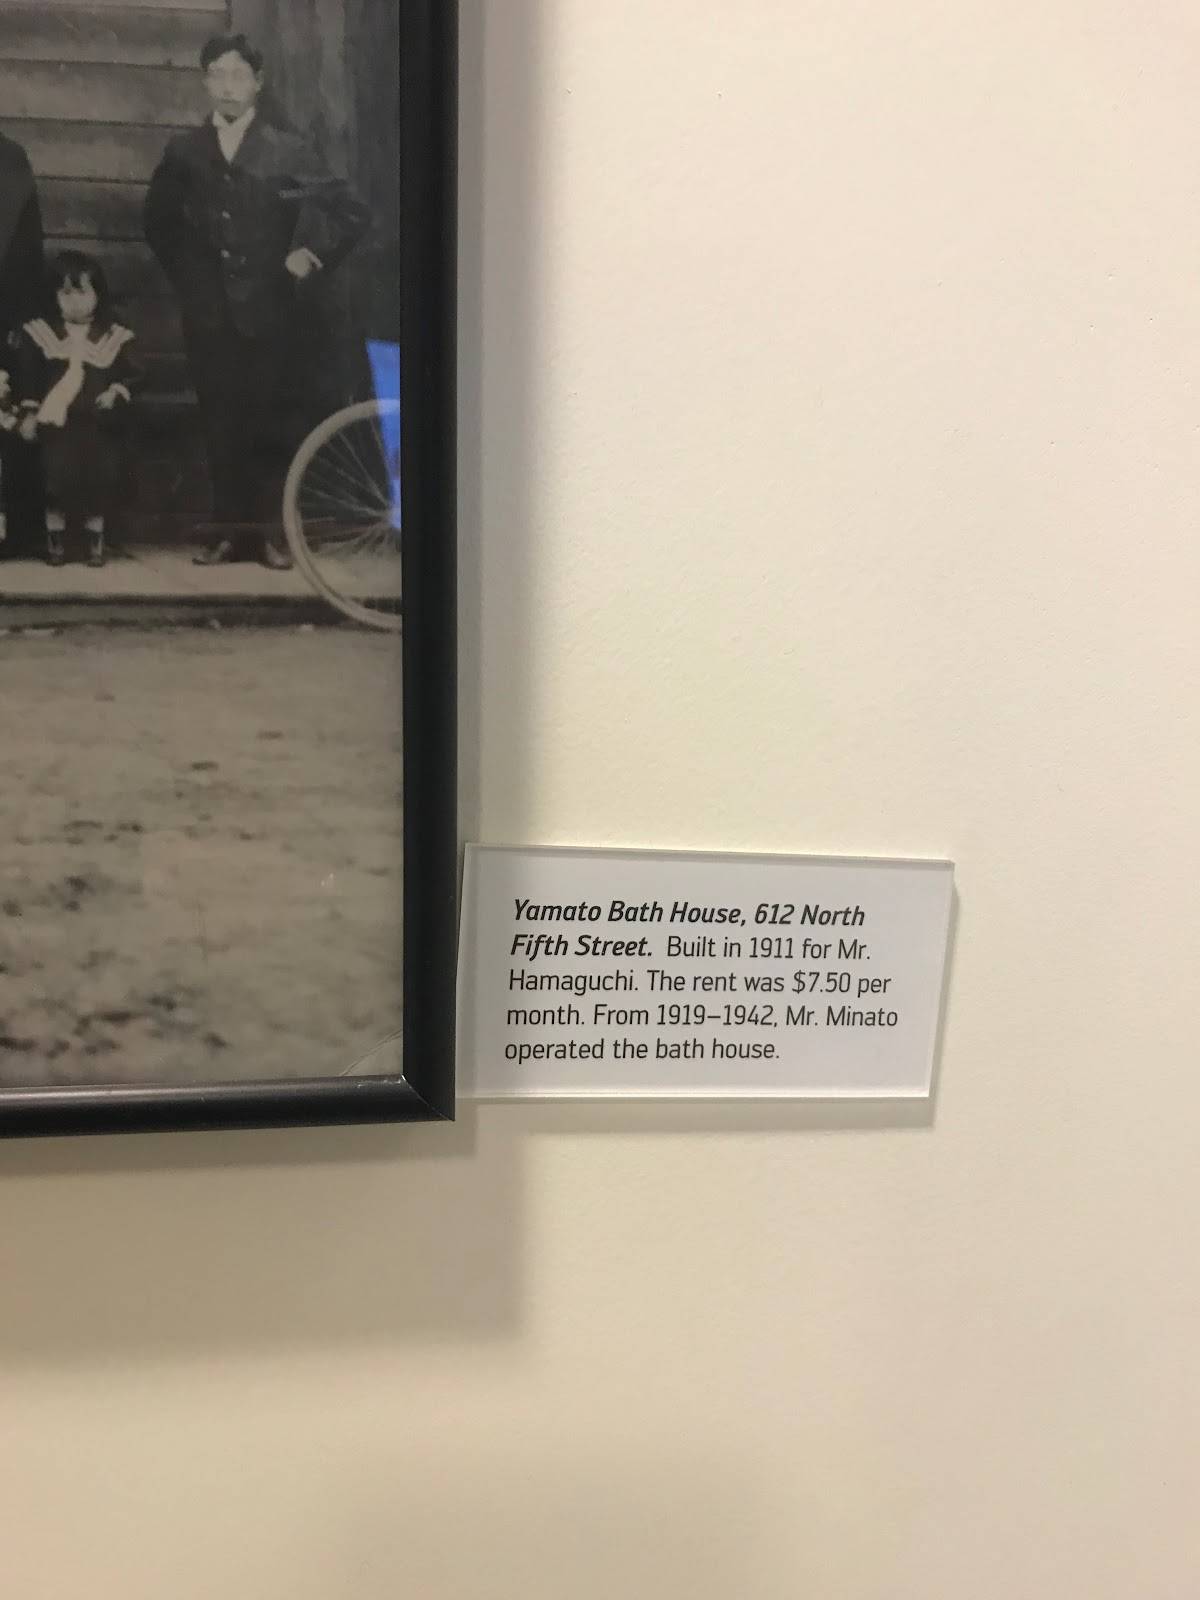 Yamato Bath House, 612 North
Fifth Street. Built in 1911 for Mr.
Hamaguchi. The rent was $7.50 per
month. From 1919–1942, Mr. Minato
operated the bath house.